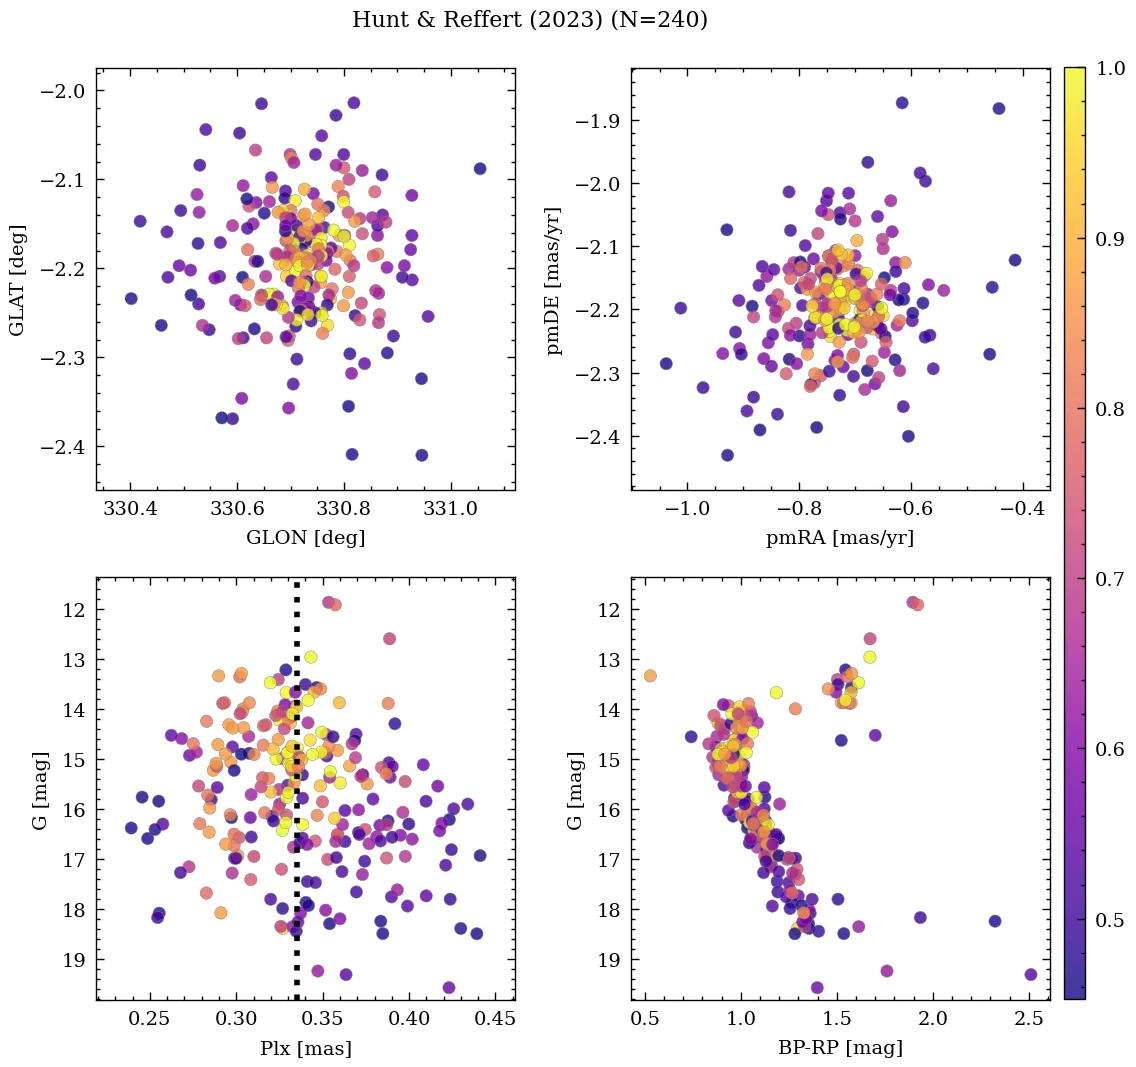 Hunt & Reffert (2023) (N=240)
−2.0
−2.1
−2.2
−2.3
−2.4
GLAT [deg]
330.4 330.6 330.8 331.0
GLON [deg]
−1.9
−2.0
−2.1
−2.2
−2.3
−2.4
pmDE [mas/yr]
−1.0 −0.8 −0.6 −0.4
pmRA [mas/yr]
12
13
14
15
16
17
18
19
G [mag]
0.25 0.30 0.35 0.40 0.45
Plx [mas]
12
13
14
15
16
17
18
19
G [mag]
0.5 1.0 1.5 2.0 2.5
BP-RP [mag]
1.0
0.9
0.8
0.7
0.6
0.5